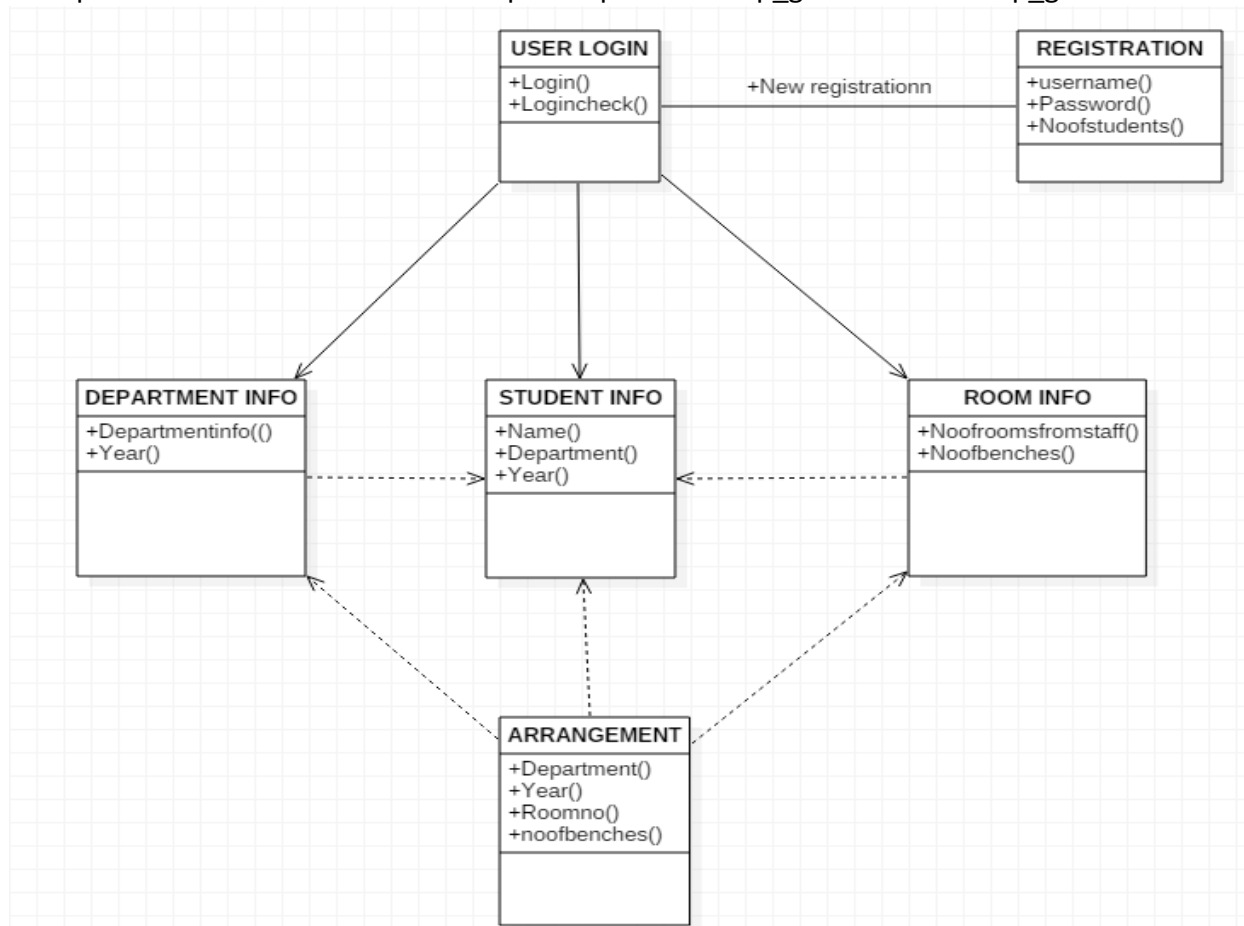 USER LOGIN
+Login()
+Logincheck()
+New registrationn
REGISTRATION
+username()
+Password()
+Noofstudents()
DEPARTMENT INFO
+Departmentinfo(()
+Year()
STUDENT INFO
+Name()
+Department()
+Year()
ROOM INFO
+Noofroomsfromstaff()
+Noofbenches()
ARRANGEMENT
+Department()
+Year()
+Roomno()
+noofbenches()